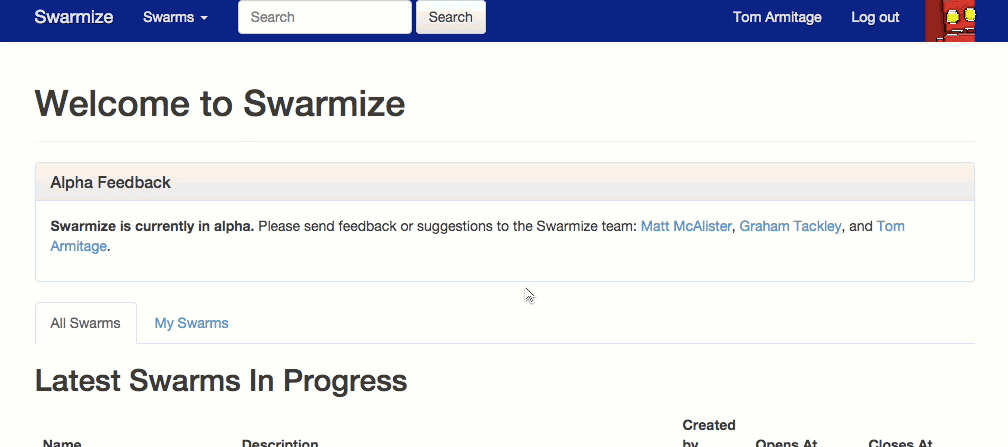 Swarmize Swarms Search Search Tom Armitage Log out
Welcome to Swarmize
Alpha Feedback
Swarmize is currently in alpha. Please send feedback or suggestions to the Swarmize team: Matt McAlister, Graham Tackley, and Tom
Armitage.
All Swarms My Swarms
Latest Swarms In Progress
Created
Name Description by Opens At Closes At